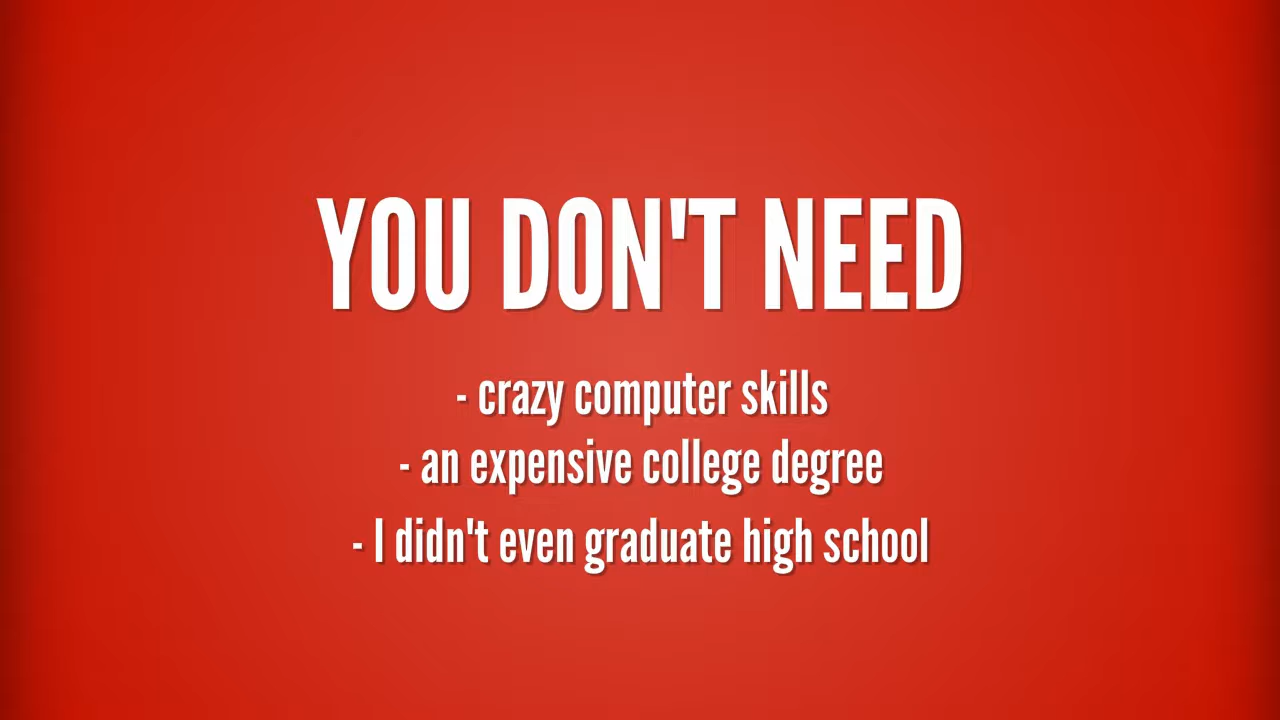 YOU DON'T NEED
- crazy computer skills
- an expensive college degree
- I didn't even graduate high school